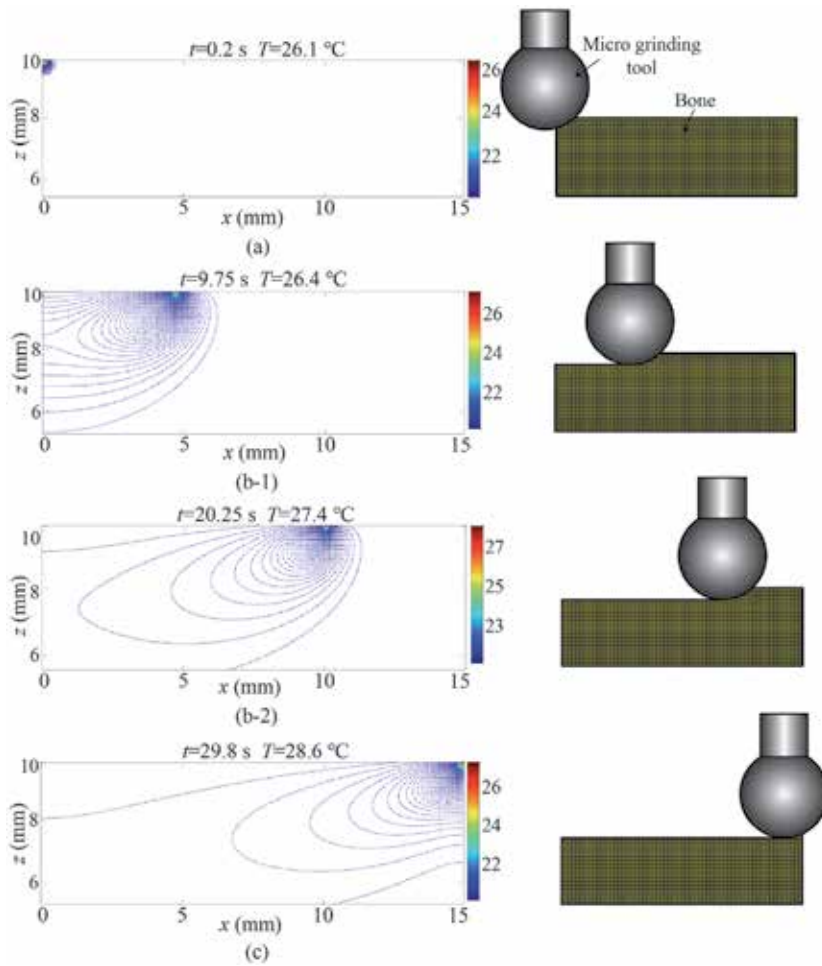 t=0.2 s T=26.1 °C
10
8
6
z (mm)
0 5 10 15
x (mm)
26
24
22
(a)
Micro grinding
tool
Bone
t=9.75 s T=26.4 °C
10
8
6
z (mm)
0 5 10 15
x (mm)
26
24
22
(b-1)
t=20.25 s T=27.4 °C
10
8
6
z (mm)
0 5 10 15
x (mm)
27
25
23
(b-2)
t=29.8 s T=28.6 °C
10
8
6
z (mm)
0 5 10 15
x (mm)
26
24
22
(c)